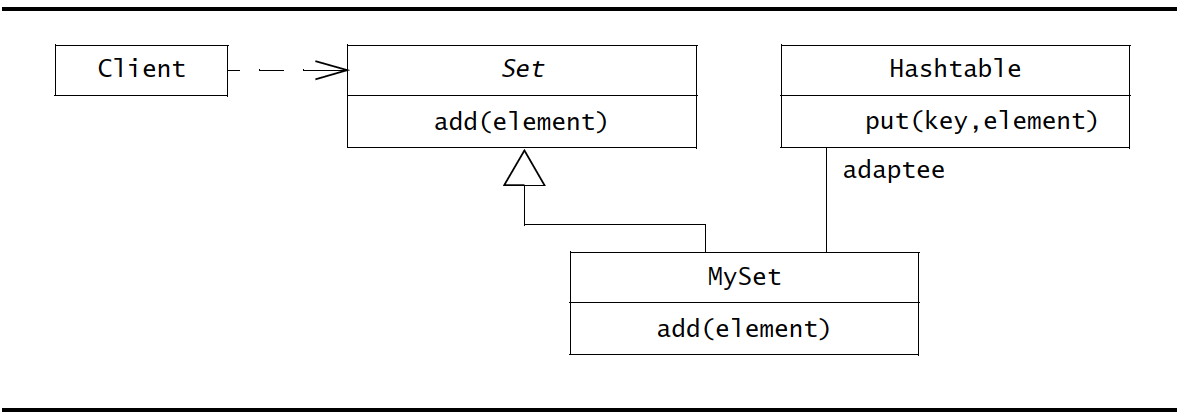 Client
Set
Hashtable
add(element)
put(key,element)
adaptee
MySet
add(element)